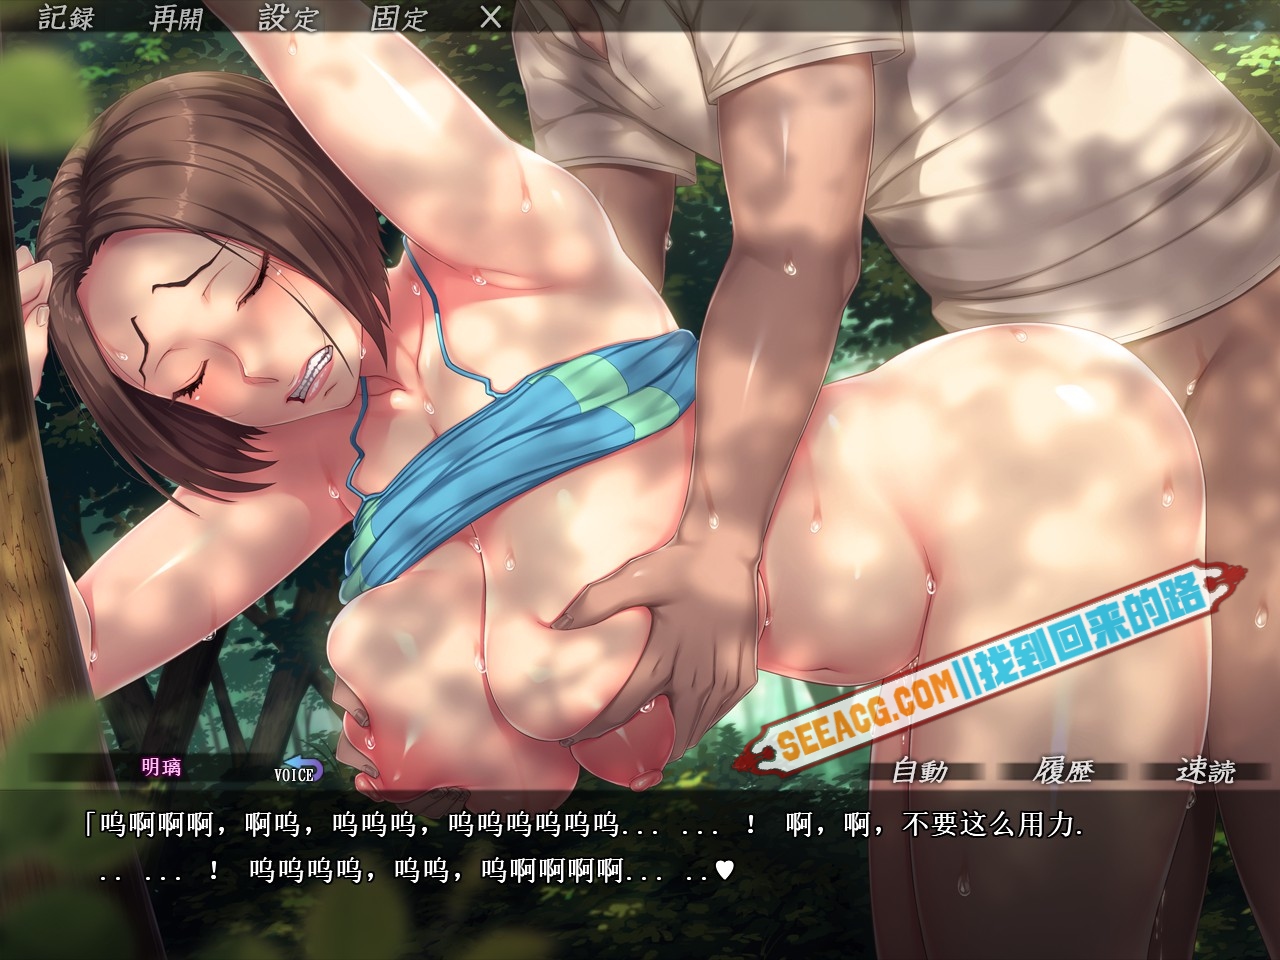 記録 再開 設定 固定 ×
SEEACG.COM||找到回来的路
明璃 VOICE 自動 履歴 速読
「呜啊啊啊，啊呜，呜呜呜，呜呜呜呜呜呜... ... ！ 啊，啊，不要这么用力.
.. ... ！ 呜呜呜呜，呜呜，呜啊啊啊啊... ..♥